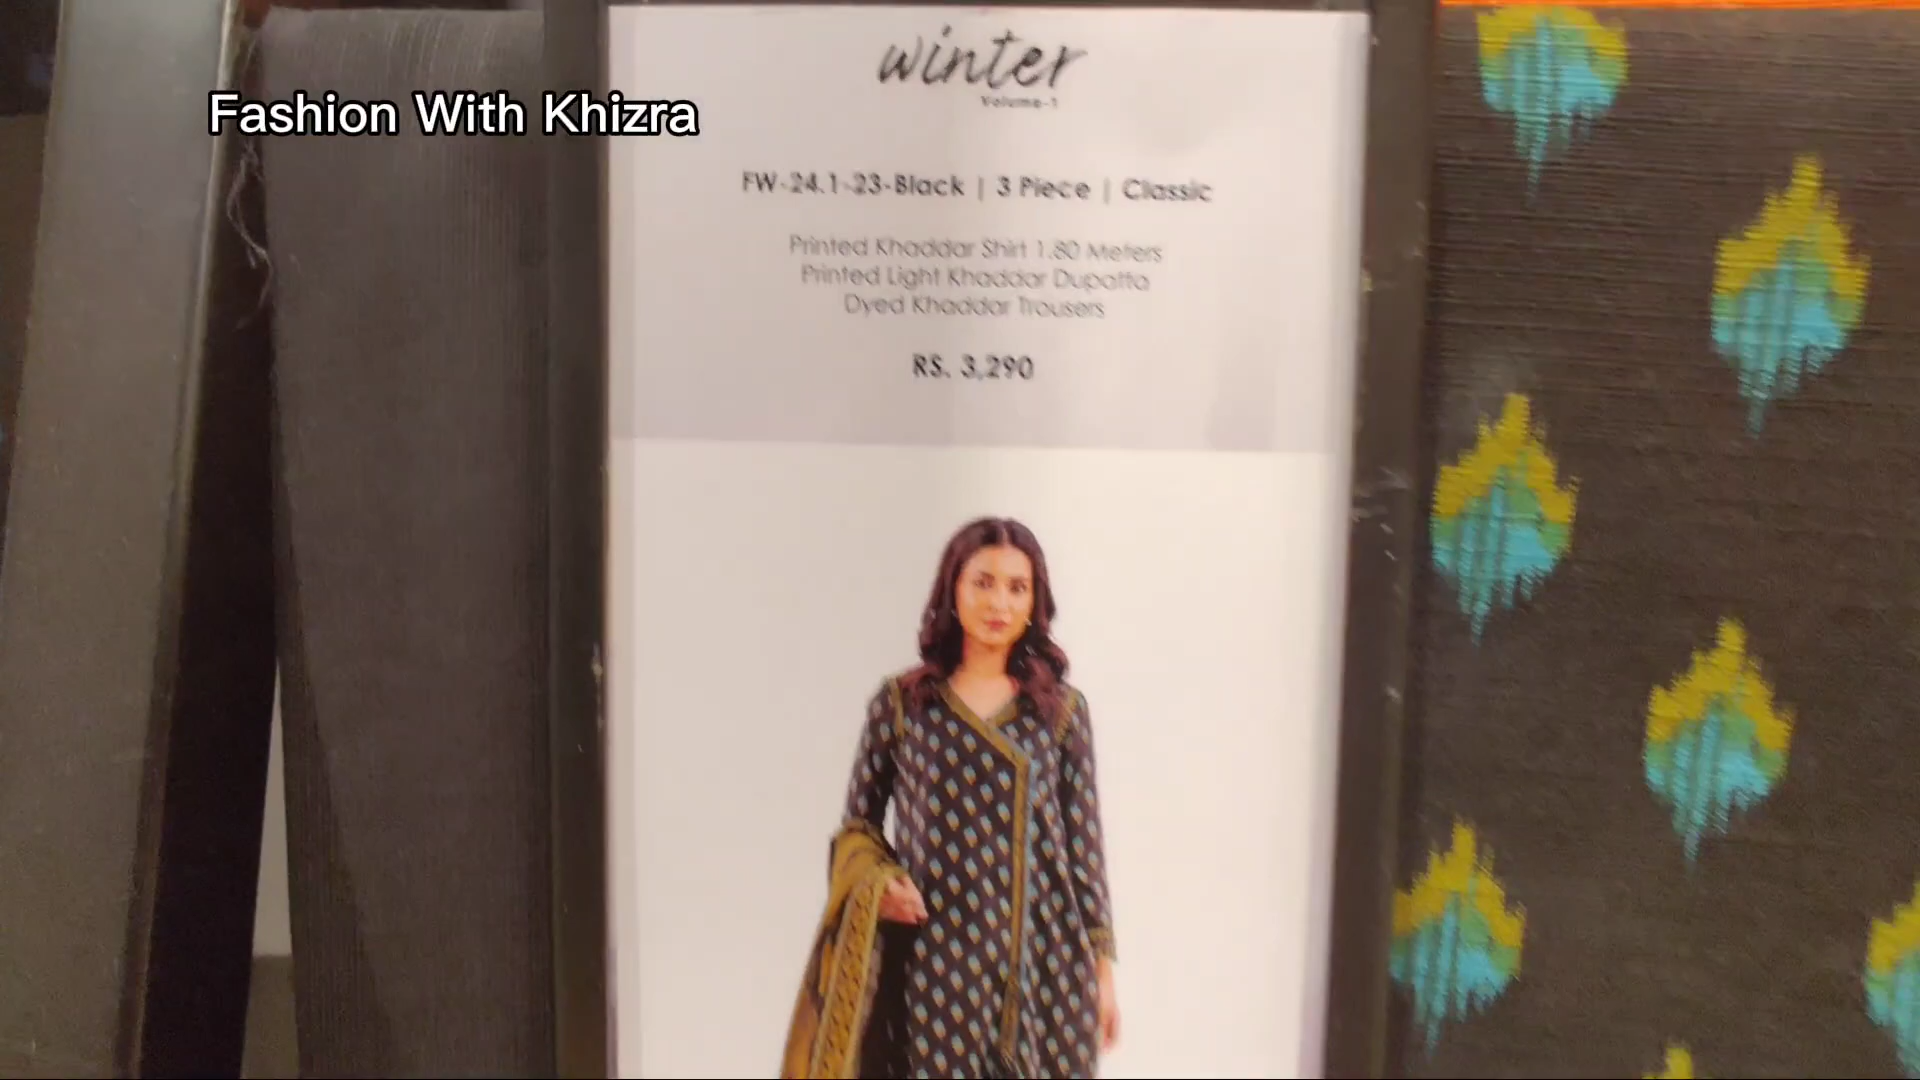 winter
Volume-1
Fashion With Khizra
FW-24.1-23-Black | 3 Piece | Classic
Printed Khaddar Shirt 1.80 Meters
Printed Light Khaddar Dupatta
Dyed Khaddar Trousers
RS. 3,290